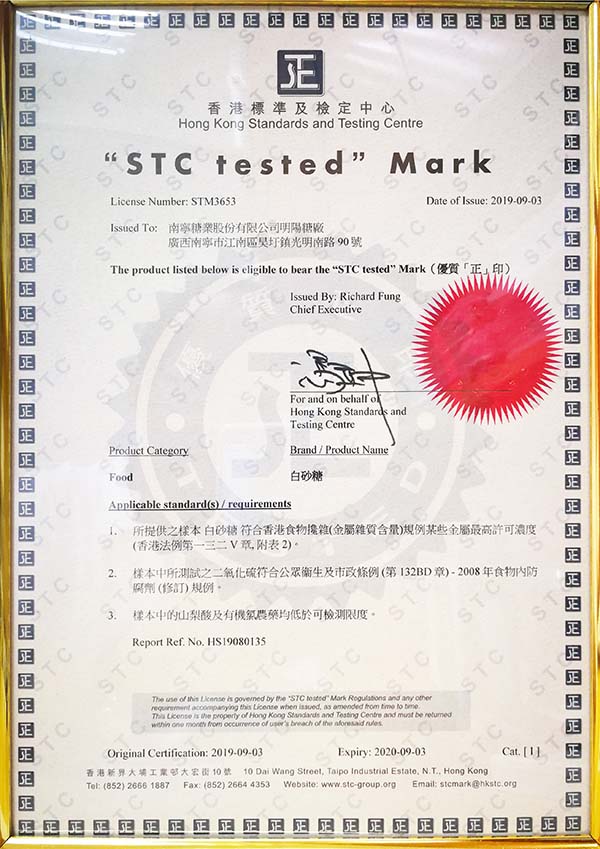 正
香港標準及檢定中心
Hong Kong Standards and Testing Centre
“STC tested” Mark
License Number: STM3653 Date of Issue: 2019-09-03
Issued To: 南寧糖業股份有限公司明陽糖廠
廣西南寧市江南區吴圩鎮光明南路 90 號
The product listed below is eligible to bear the “STC tested” Mark（優質「正」印）
Issued By: Richard Fung
Chief Executive
For and on behalf of
Hong Kong Standards and
Testing Centre
Product Category Brand / Product Name
Food 白砂糖
Applicable standard(s) / requirements
1. 所提供之樣本 白砂糖 符合香港食物攙雜(金屬雜質含量)規例某些金屬最高許可濃度
(香港法例第一三二 V 章, 附表 2)。
2. 樣本中所測試之二氧化硫符合公眾衞生及市政條例 (第 132BD 章) - 2008 年食物內防
腐劑 (修訂) 規例。
3. 樣本中的山梨酸及有機氯農藥均低於可檢測限度。
Report Ref. No. HS19080135
The use of this License is governed by the “STC tested” Mark Regulations and any other
requirement accompanying this License when issued, as amended from time to time.
This License is the property of Hong Kong Standards and Testing Centre and must be returned
within one month from occurrence of user's breach of the aforesaid rules.
Original Certification: 2019-09-03 Expiry: 2020-09-03 Cat. [1]
香港新界大埔工業邨大宏街10號 10 Dai Wang Street, Taipo Industrial Estate, N.T., Hong Kong
Tel: (852) 2666 1887 Fax: (852) 2664 4353 Website: www.stc-group.org Email: stcmark@hkstc.org